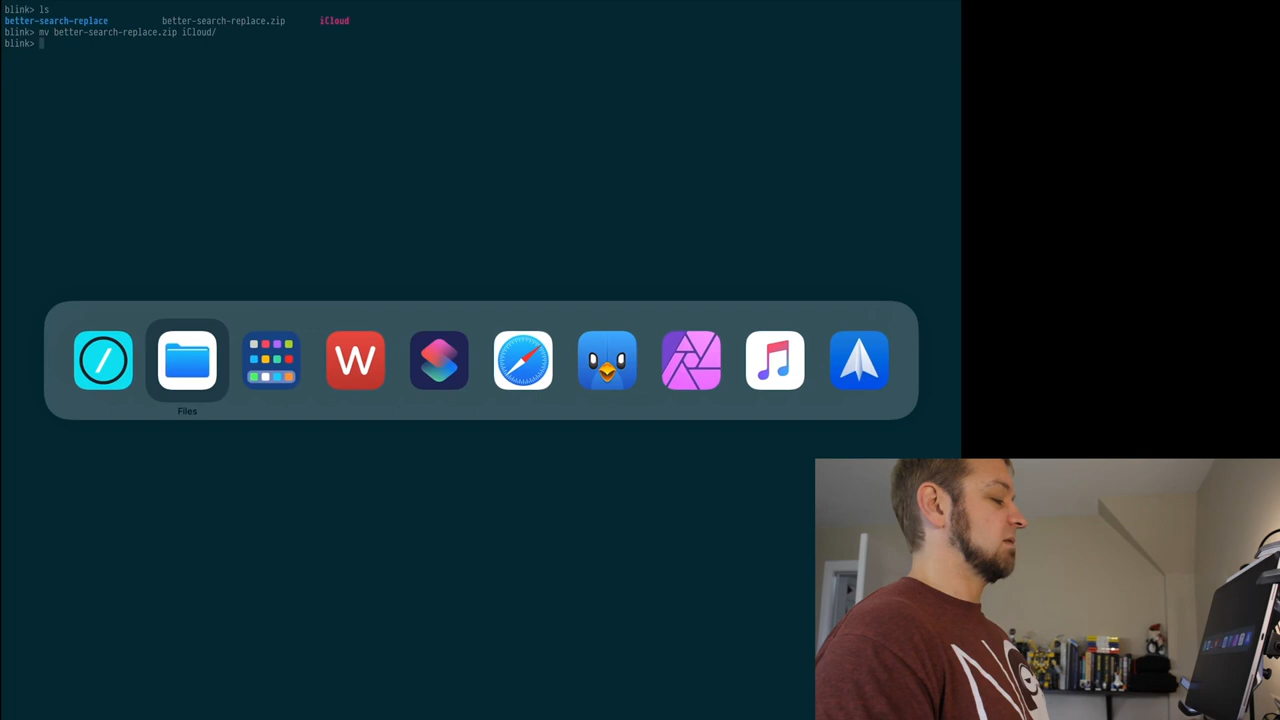 blink> ls
better-search-replace better-search-replace.zip iCloud
blink> mv better-search-replace.zip iCloud/
blink>
W
Files